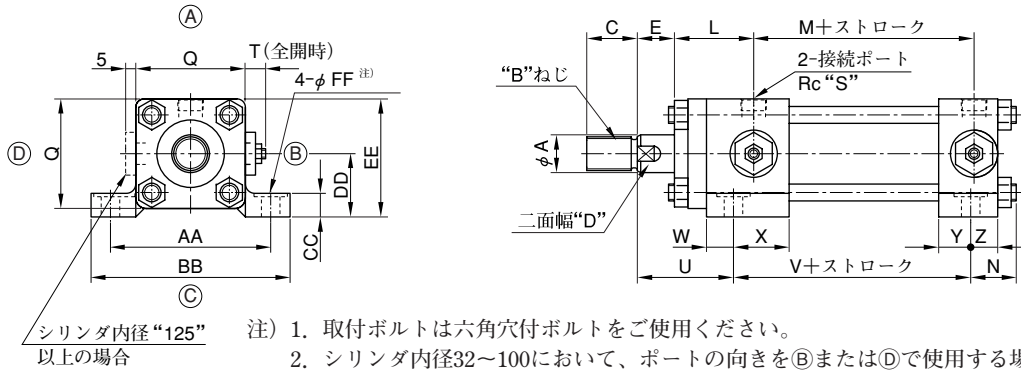 Ⓐ
5
Q
T(全開時)
4-φ FF 注)
Ⓓ
Q
Ⓑ
DD
EE
CC
AA
BB
Ⓒ
シリンダ内径“125”
以上の場合
C
E
L
M+ストローク
“B”ねじ
2-接続ポート
Rc“S”
φA
二面幅“D”
W
X
Y
Z
U
V+ストローク
N
注) 1. 取付ボルトは六角穴付ボルトをご使用ください。
2. シリンダ内径32~100において、ポートの向きをⒷまたはⒹで使用する場